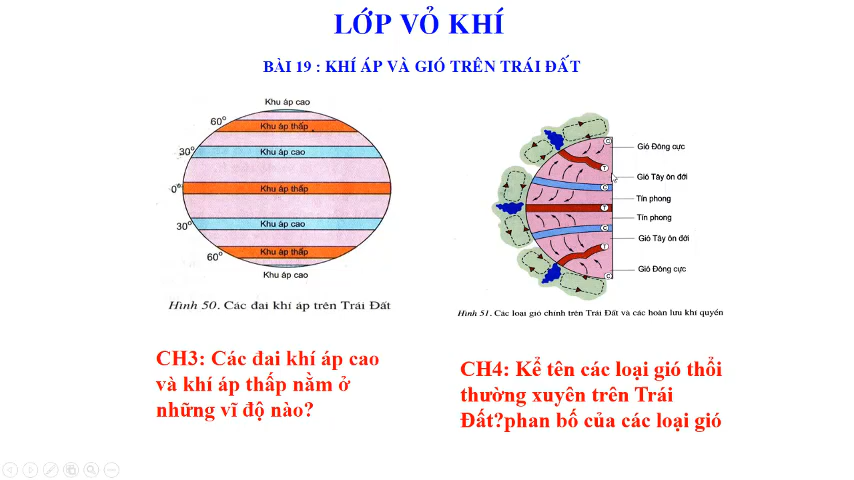 LỚP VỎ KHÍ
BÀI 19 : KHÍ ÁP VÀ GIÓ TRÊN TRÁI ĐẤT
Khu áp cao
60°
Khu áp thấp
30°
Khu áp cao
0°
Khu áp thấp
30°
Khu áp cao
60°
Khu áp thấp
Khu áp cao
Hình 50. Các đai khí áp trên Trái Đất
C
Gió Đông cực
T
Gió Tây ôn đới
C
Tín phong
T
Tín phong
C
Gió Tây ôn đới
T
Gió Đông cực
C
Hình 51. Các loại gió chính trên Trái Đất và các hoàn lưu khí quyển
CH3: Các đai khí áp cao
và khí áp thấp nằm ở
những vĩ độ nào?
CH4: Kể tên các loại gió thổi
thường xuyên trên Trái
Đất?phan bố của các loại gió